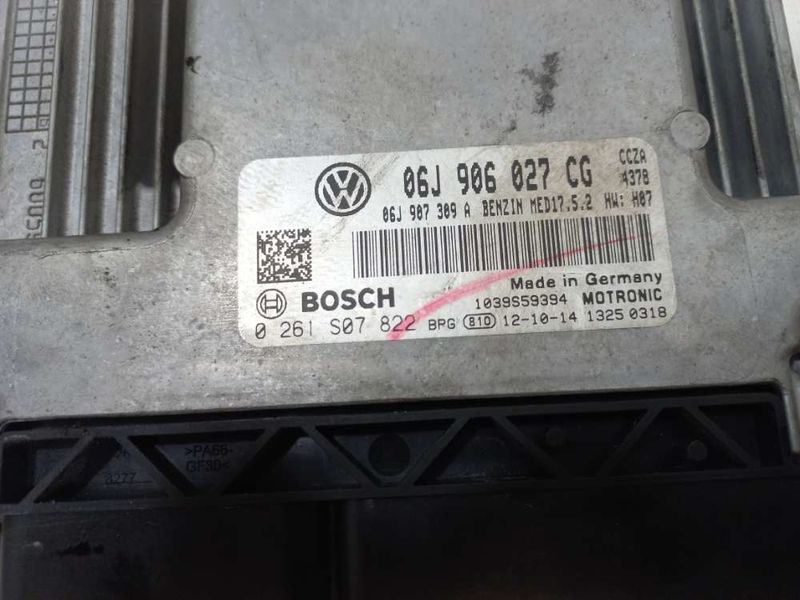 06J 906 027 CG CCZA 4378
06J 907 309 A BENZIN MED17.5.2 HW: H07
Made in Germany
BOSCH 1039S59394 MOTRONIC
0 261 S07 822 BPG 810 12-10-14 1325 0318
>PA66-
GF30<